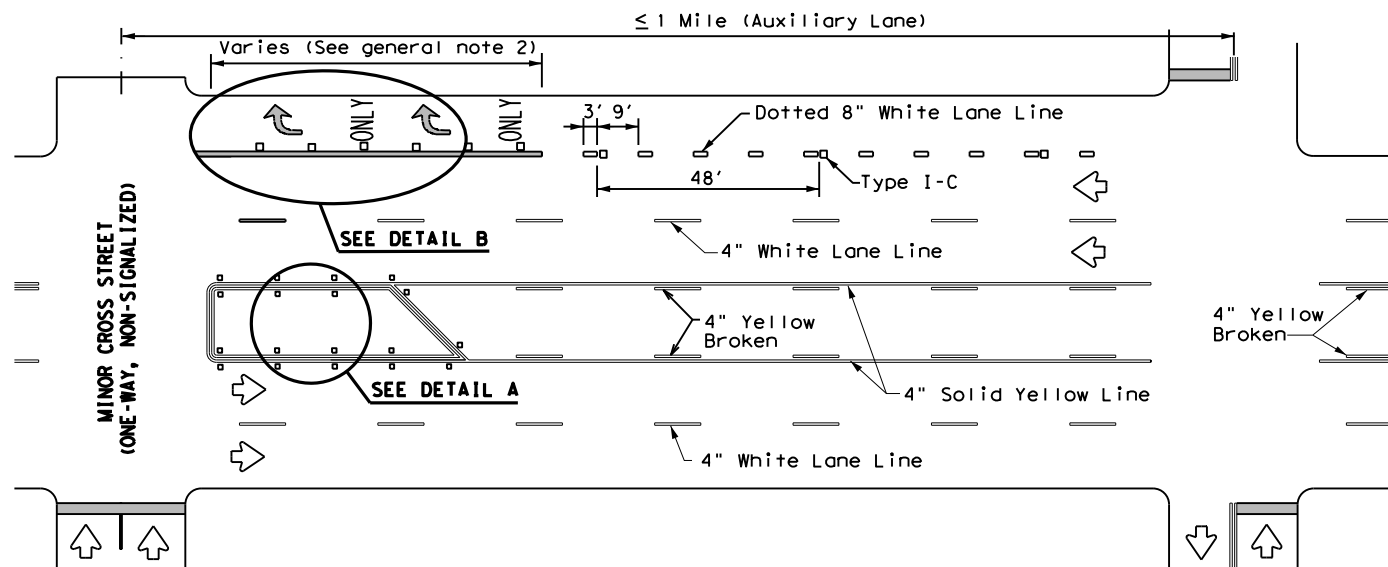 ≤ 1 Mile (Auxiliary Lane)
Varies (See general note 2)
ONLY
ONLY
3' 9'
Dotted 8" White Lane Line
48'
Type I-C
SEE DETAIL B
4" White Lane Line
MINOR CROSS STREET
(ONE-WAY, NON-SIGNALIZED)
4" Yellow
Broken
4" Yellow
Broken
SEE DETAIL A
4" Solid Yellow Line
4" White Lane Line